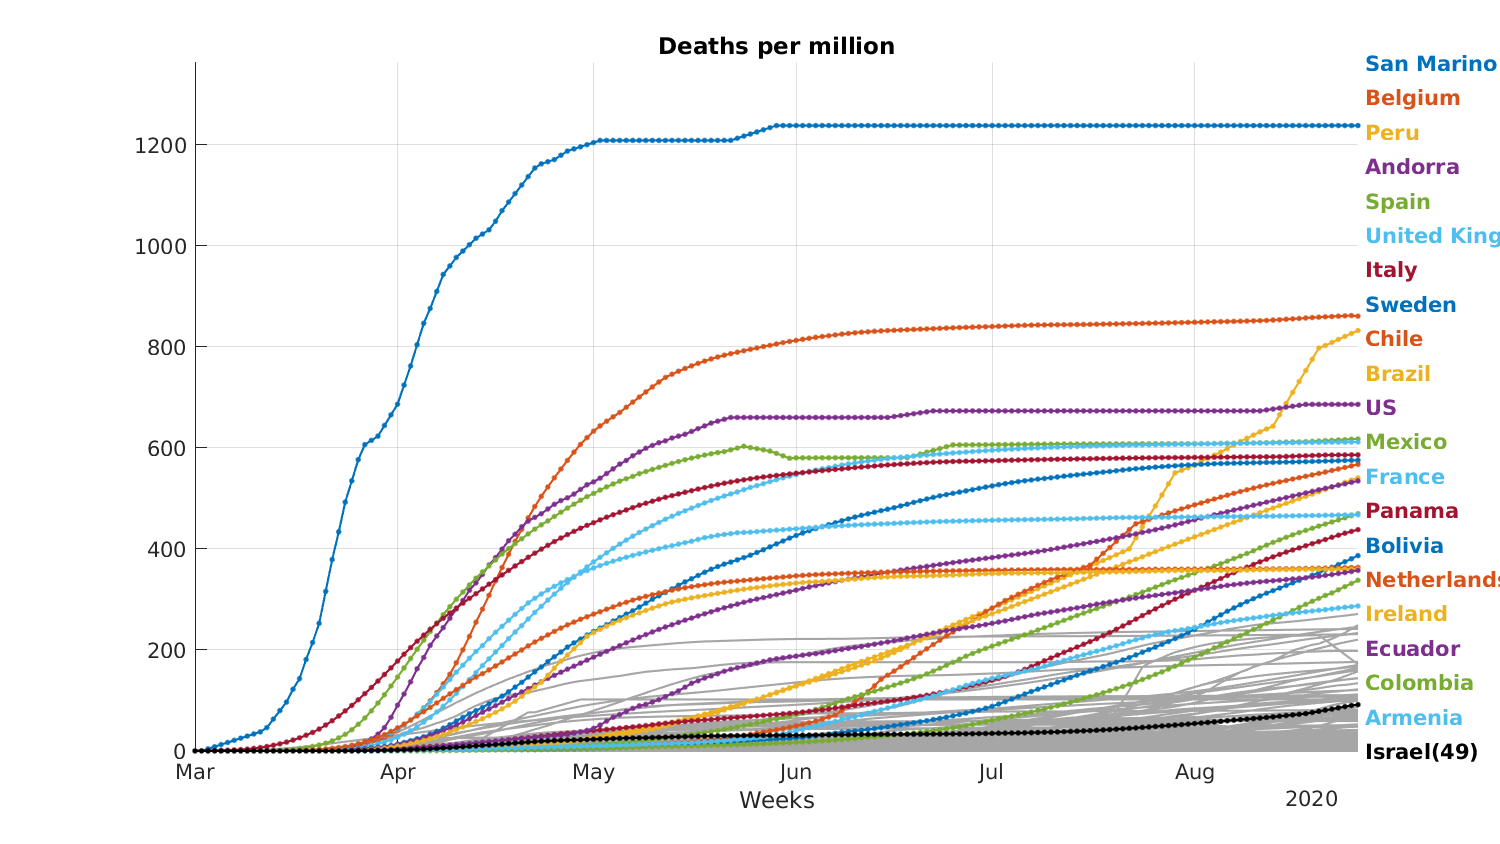 Deaths per million
San Marino
Belgium
Peru
Andorra
Spain
United King
Italy
Sweden
Chile
Brazil
US
Mexico
France
Panama
Bolivia
Netherlands
Ireland
Ecuador
Colombia
Armenia
Israel(49)
1200
1000
800
600
400
200
0
Mar Apr May Jun Jul Aug
Weeks 2020